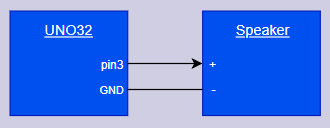 UNO32
Speaker
pin3
+
GND
-